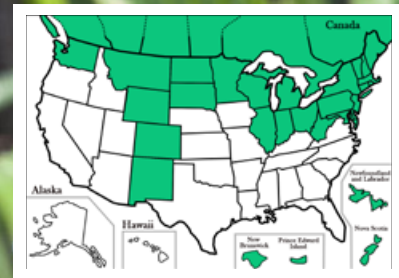 Canada
Alaska
Hawaii
New
Brunswick
Prince Edward
Island
Newfoundland
and Labrador
Nova Scotia